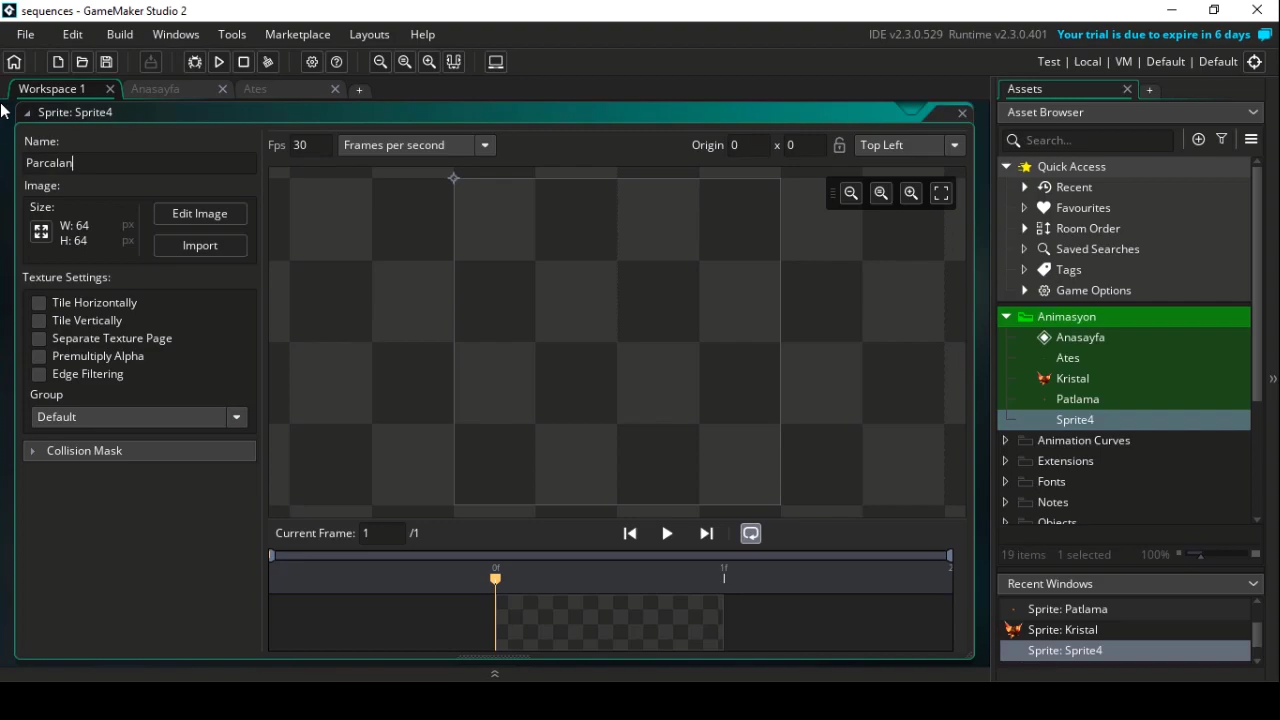 sequences - GameMaker Studio 2
File Edit Build Windows Tools Marketplace Layouts Help
IDE v2.3.0.529 Runtime v2.3.0.401 Your trial is due to expire in 6 days
Test | Local | VM | Default | Default
Workspace 1 Anasayfa Ates
Sprite: Sprite4
Name:
Parcalan
Image:
Size:
W: 64 px
H: 64 px
Edit Image
Import
Texture Settings:
Tile Horizontally
Tile Vertically
Separate Texture Page
Premultiply Alpha
Edge Filtering
Group
Default
Collision Mask
Fps 30 Frames per second Origin 0 x 0 Top Left
Current Frame: 1 /1
0f 1f 2
Assets
Asset Browser
Search...
Quick Access
Recent
Favourites
Room Order
Saved Searches
Tags
Game Options
Animasyon
Anasayfa
Ates
Kristal
Patlama
Sprite4
Animation Curves
Extensions
Fonts
Notes
Objects
19 items 1 selected 100%
Recent Windows
Sprite: Patlama
Sprite: Kristal
Sprite: Sprite4